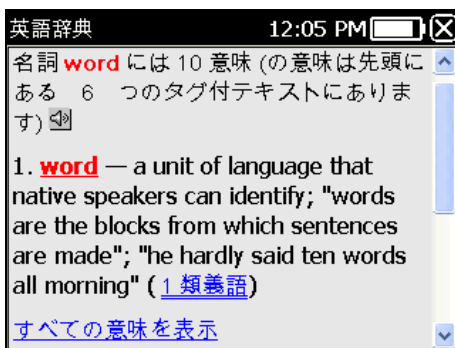 英語辞典 12:05 PM
名詞 word には 10 意味 (の意味は先頭に
ある 6 つのタグ付テキストにありま
す)
1. word — a unit of language that
native speakers can identify; "words
are the blocks from which sentences
are made"; "he hardly said ten words
all morning" ( 1 類義語)
すべての意味を表示